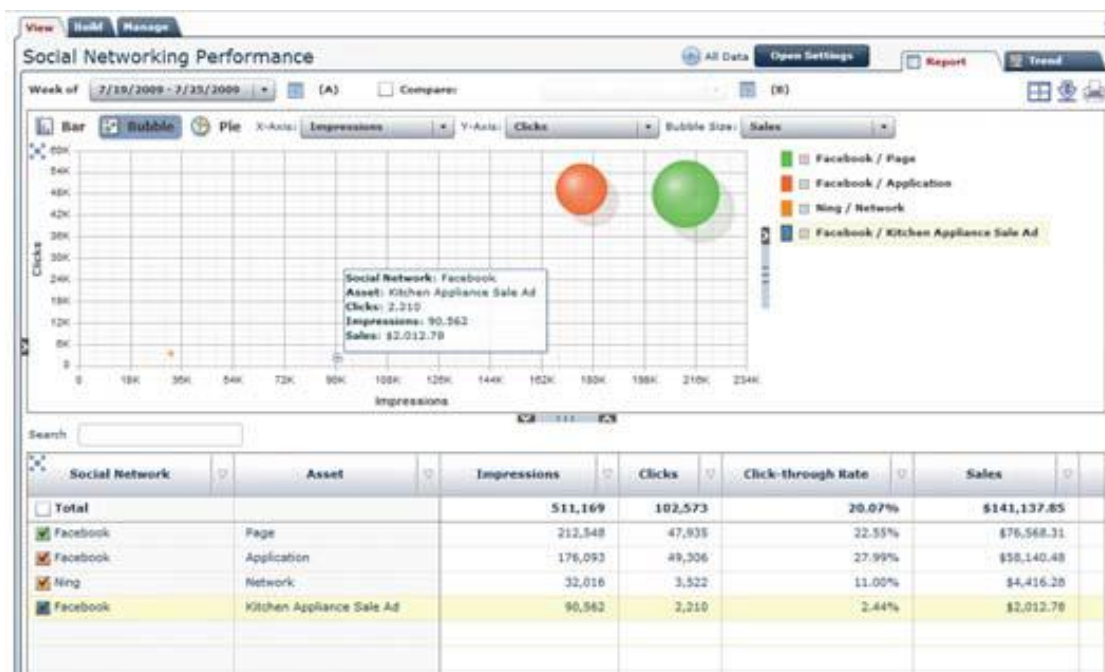 View Build Manage
Social Networking Performance All Data Open Settings Report Trend
Week of 7/19/2009 - 7/25/2009 (A) Compare: (B)
Bar Bubble Pie X-Axis: Impressions Y-Axis: Clicks Bubble Size: Sales
60K
54K
48K
42K
36K
30K
24K
18K
12K
6K
0
Clicks
0 18K 36K 54K 72K 90K 108K 126K 144K 162K 180K 198K 216K 234K
Impressions
Social Network: Facebook
Asset: Kitchen Appliance Sale Ad
Clicks: 2,210
Impressions: 90,562
Sales: $2,012.78
Facebook / Page
Facebook / Application
Ning / Network
Facebook / Kitchen Appliance Sale Ad
Search
Social Network Asset Impressions Clicks Click-through Rate Sales
Total 511,169 102,573 20.07% $141,137.85
Facebook Page 212,548 47,935 22.55% $76,568.31
Facebook Application 176,093 49,306 27.99% $58,140.48
Ning Network 32,016 3,522 11.00% $4,416.28
Facebook Kitchen Appliance Sale Ad 90,562 2,210 2.44% $2,012.78